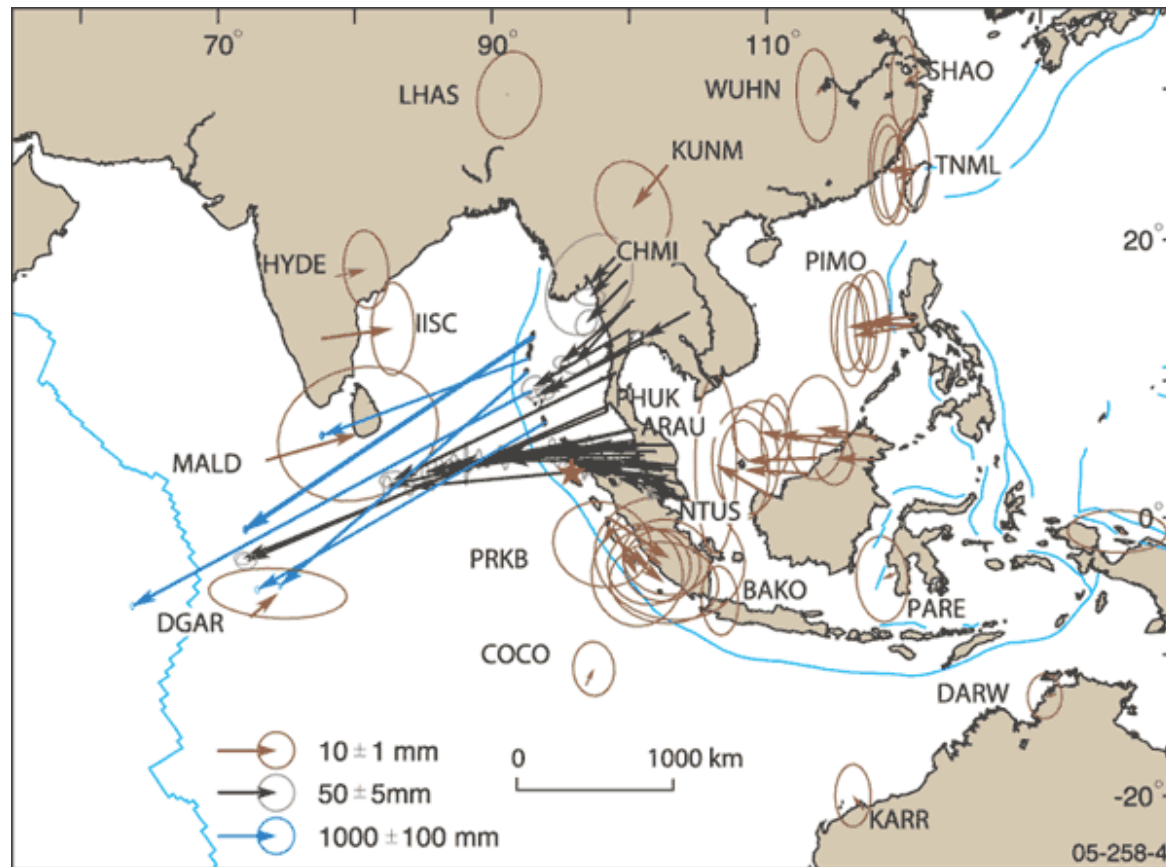 70°
90°
110°
LHAS
WUHN
SHAO
KUNM
TNML
20°
CHMI
HYDE
PIMO
IISC
PHUK
ARAU
MALD
NTUS
0°
PRKB
BAKO
PARE
DGAR
COCO
DARW
10 ± 1 mm
0 1000 km
50 ± 5mm
-20°
KARR
1000 ± 100 mm
05-258-4